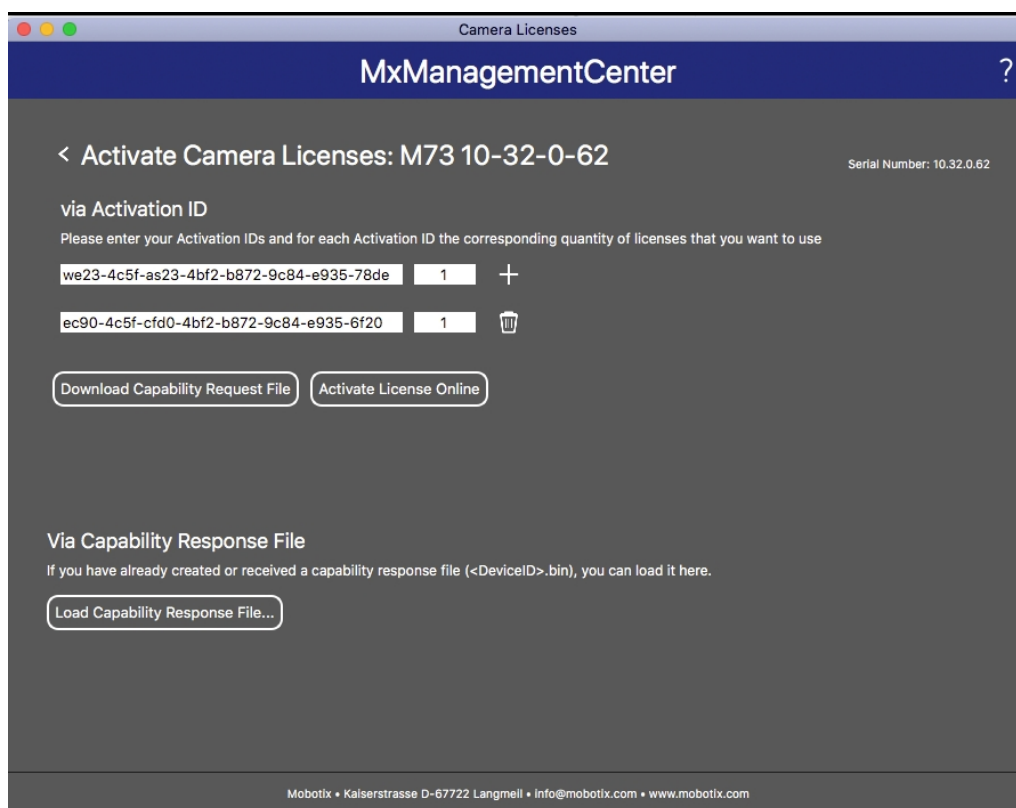 Camera Licenses
MxManagementCenter ?
< Activate Camera Licenses: M73 10-32-0-62
Serial Number: 10.32.0.62
via Activation ID
Please enter your Activation IDs and for each Activation ID the corresponding quantity of licenses that you want to use
we23-4c5f-as23-4bf2-b872-9c84-e935-78de 1 +
ec90-4c5f-cfd0-4bf2-b872-9c84-e935-6f20 1
Download Capability Request File Activate License Online
Via Capability Response File
If you have already created or received a capability response file (<DeviceID>.bin), you can load it here.
Load Capability Response File...
Mobotix • Kaiserstrasse D-67722 Langmeil • info@mobotix.com • www.mobotix.com